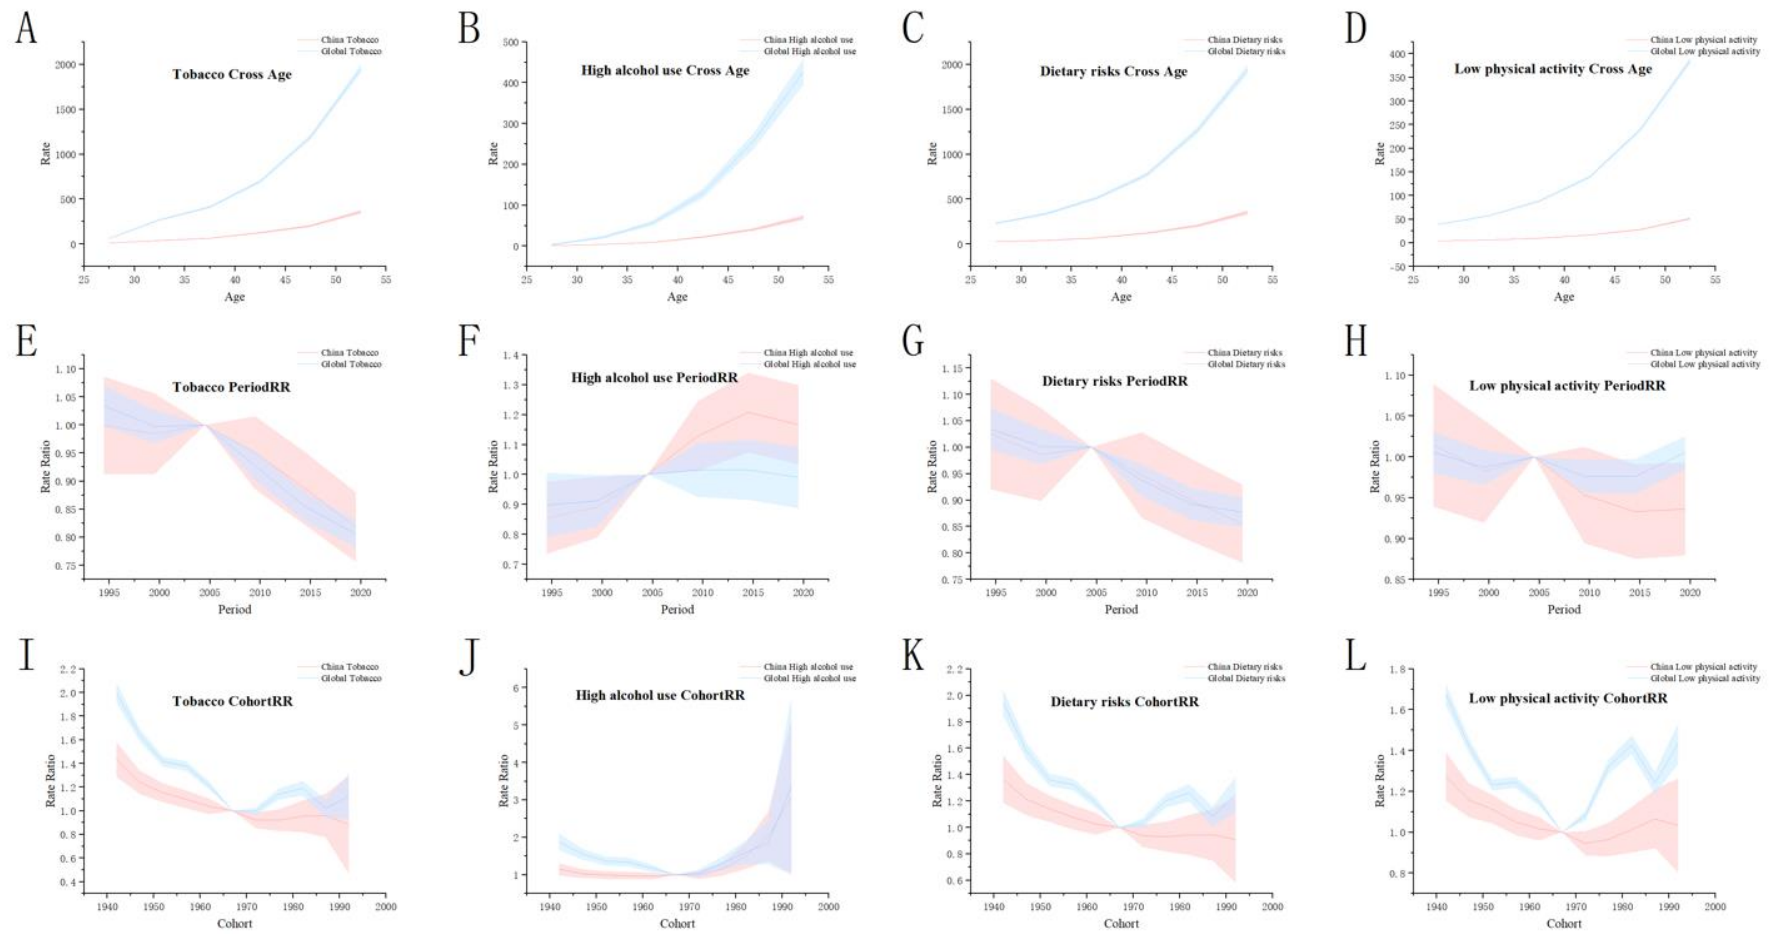 A
China Tobacco
Global Tobacco
Tobacco Cross Age
2000
1500
1000
500
0
Rate
25 30 35 40 45 50 55
Age
B
China High alcohol use
Global High alcohol use
High alcohol use Cross Age
500
400
300
200
100
0
Rate
25 30 35 40 45 50 55
Age
C
China Dietary risks
Global Dietary risks
Dietary risks Cross Age
2000
1500
1000
500
0
Rate
25 30 35 40 45 50 55
Age
D
China Low physical activity
Global Low physical activity
Low physical activity Cross Age
400
350
300
250
200
150
100
50
0
-50
Rate
25 30 35 40 45 50 55
Age
E
China Tobacco
Global Tobacco
Tobacco PeriodRR
1.10
1.05
1.00
0.95
0.90
0.85
0.80
0.75
Rate Ratio
1995 2000 2005 2010 2015 2020
Period
F
China High alcohol use
Global High alcohol use
High alcohol use PeriodRR
1.4
1.3
1.2
1.1
1.0
0.9
0.8
0.7
Rate Ratio
1995 2000 2005 2010 2015 2020
Period
G
China Dietary risks
Global Dietary risks
Dietary risks PeriodRR
1.15
1.10
1.05
1.00
0.95
0.90
0.85
0.80
0.75
Rate Ratio
1995 2000 2005 2010 2015 2020
Period
H
China Low physical activity
Global Low physical activity
Low physical activity PeriodRR
1.10
1.05
1.00
0.95
0.90
0.85
Rate Ratio
1995 2000 2005 2010 2015 2020
Period
I
China Tobacco
Global Tobacco
Tobacco CohortRR
2.2
2.0
1.8
1.6
1.4
1.2
1.0
0.8
0.6
0.4
Rate Ratio
1940 1950 1960 1970 1980 1990 2000
Cohort
J
China High alcohol use
Global High alcohol use
High alcohol use CohortRR
6
5
4
3
2
1
Rate Ratio
1940 1950 1960 1970 1980 1990 2000
Cohort
K
China Dietary risks
Global Dietary risks
Dietary risks CohortRR
2.2
2.0
1.8
1.6
1.4
1.2
1.0
0.8
0.6
Rate Ratio
1940 1950 1960 1970 1980 1990 2000
Cohort
L
China Low physical activity
Global Low physical activity
Low physical activity CohortRR
1.8
1.6
1.4
1.2
1.0
0.8
Rate Ratio
1940 1950 1960 1970 1980 1990 2000
Cohort